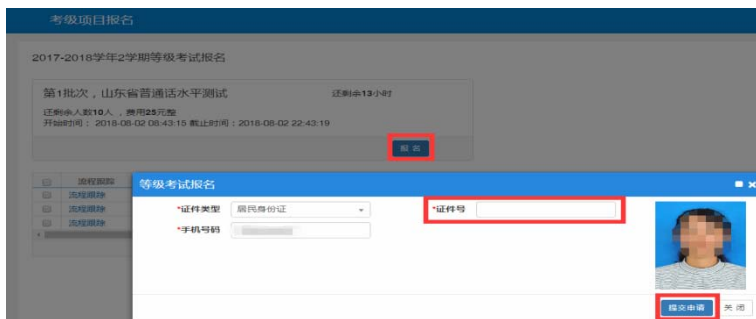 考级项目报名
2017-2018学年2学期等级考试报名
第1批次，山东省普通话水平测试 还剩余13小时
还剩余人数10人，费用25元整
开始时间： 2018-08-02 08:43:15 截止时间：2018-08-02 22:43:19
报 名
流程跟踪
流程跟踪
流程跟踪
流程跟踪
等级考试报名
*证件类型 居民身份证 *证件号
*手机号码
提交申请 关 闭